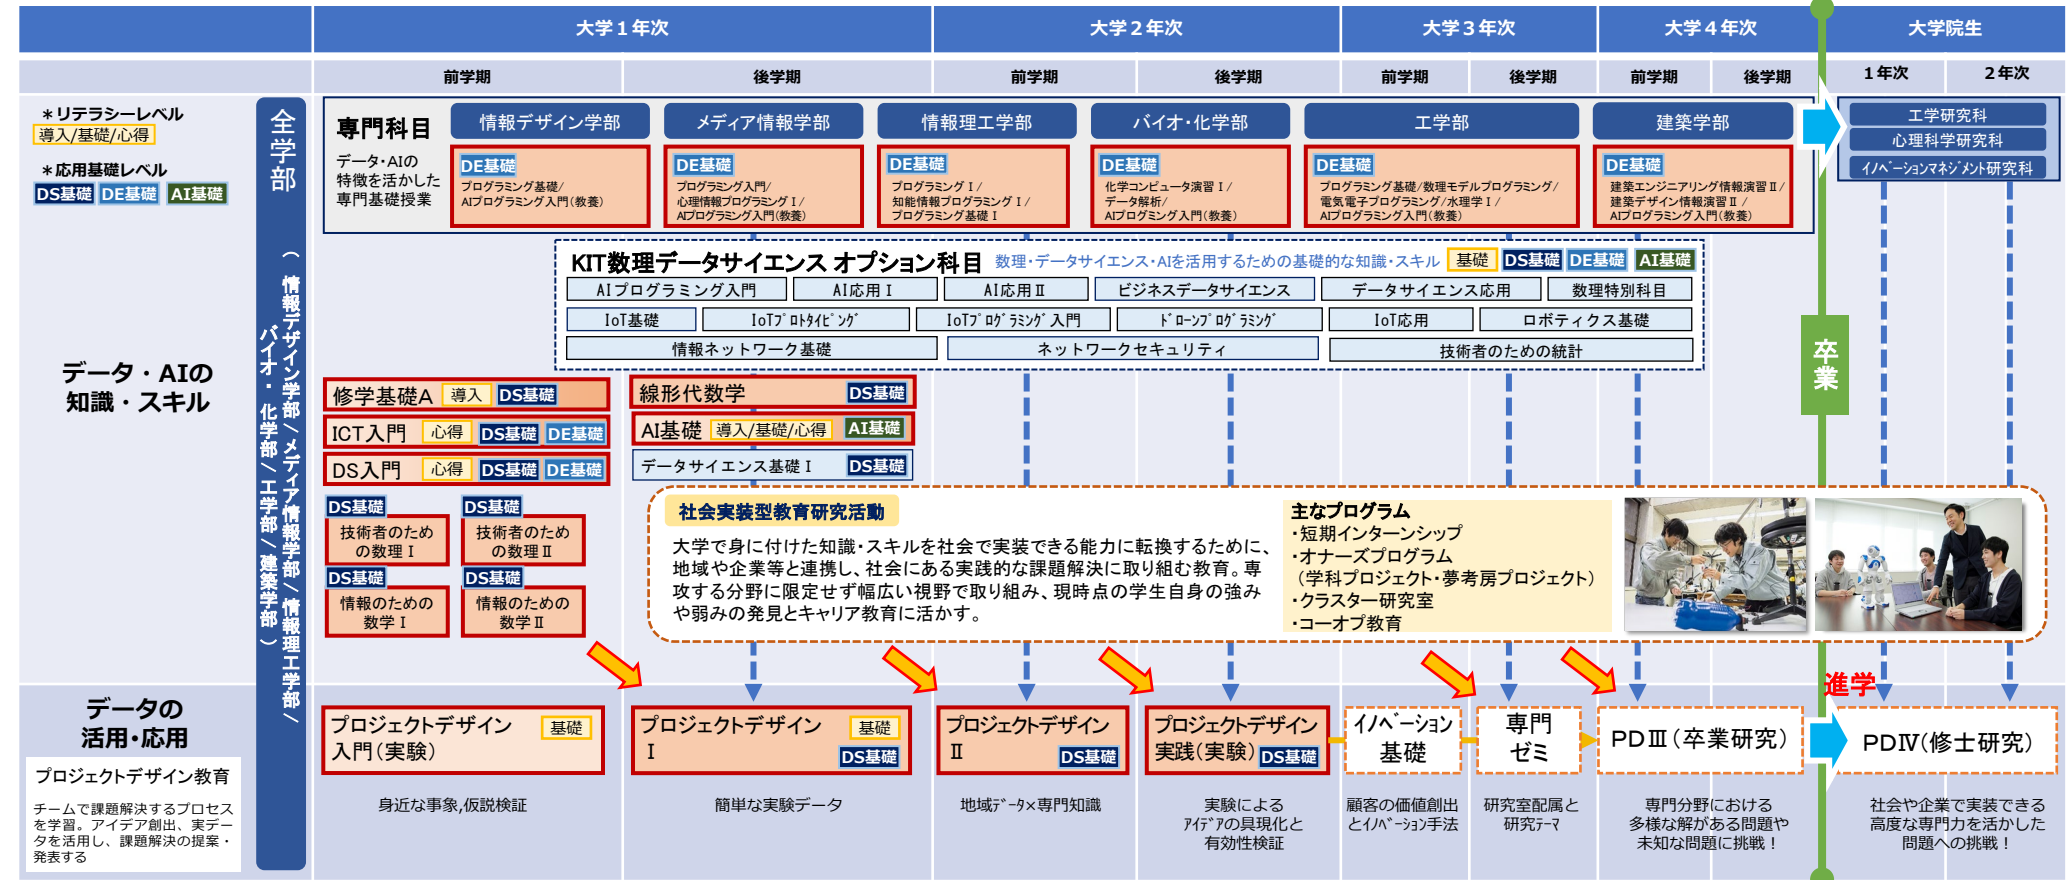 大学１年次
大学２年次
大学３年次
大学４年次
大学院生
前学期
後学期
前学期
後学期
前学期
後学期
前学期
後学期
１年次
２年次
＊リテラシーレベル
導入/基礎/心得
＊応用基礎レベル
DS基礎 DE基礎 AI基礎
全学部
（情報デザイン学部/メディア情報学部/情報理工学部/
バイオ・化学部/工学部/建築学部）
専門科目
データ・AIの
特徴を活かした
専門基礎授業
情報デザイン学部
DE基礎
プログラミング基礎/
AIプログラミング入門(教養)
メディア情報学部
DE基礎
プログラミング入門/
心理情報プログラミングⅠ/
AIプログラミング入門(教養)
情報理工学部
DE基礎
プログラミングⅠ/
知能情報プログラミングⅠ/
プログラミング基礎Ⅰ
バイオ・化学部
DE基礎
化学コンピュータ演習Ⅰ/
データ解析/
AIプログミング入門(教養)
工学部
DE基礎
プログラミング基礎/数理モデルプログラミング/
電気電子プログラミング/水理学Ⅰ/
AIプログラミング入門(教養)
建築学部
DE基礎
建築エンジニアリング情報演習Ⅱ/
建築デザイン情報演習Ⅱ/
AIプログラミング入門(教養)
工学研究科
心理科学研究科
ｲﾉﾍﾞｰｼｮﾝﾏﾈｼﾞﾒﾝﾄ研究科
KIT数理データサイエンス オプション科目 数理・データサイエンス・AIを活用するための基礎的な知識・スキル 基礎 DS基礎 DE基礎 AI基礎
AIプログラミング入門
AI応用Ⅰ
AI応用Ⅱ
ビジネスデータサイエンス
データサイエンス応用
数理特別科目
IoT基礎
IoTﾌﾟﾛﾄﾀｲﾋﾟﾝｸﾞ
IoTﾌﾟﾛｸﾞﾗﾐﾝｸﾞ入門
ﾄﾞﾛｰﾝﾌﾟﾛｸﾞﾗﾐﾝｸﾞ
IoT応用
ロボティクス基礎
情報ネットワーク基礎
ネットワークセキュリティ
技術者のための統計
データ・AIの
知識・スキル
修学基礎A 導入 DS基礎
ICT入門 心得 DS基礎 DE基礎
DS入門 心得 DS基礎 DE基礎
線形代数学 DS基礎
AI基礎 導入/基礎/心得 AI基礎
データサイエンス基礎Ⅰ DS基礎
DS基礎
技術者のため
の数理Ⅰ
DS基礎
技術者のため
の数理Ⅱ
DS基礎
情報のための
数学Ⅰ
DS基礎
情報のための
数学Ⅱ
社会実装型教育研究活動
大学で身に付けた知識・スキルを社会で実装できる能力に転換するために、
地域や企業等と連携し、社会にある実践的な課題解決に取り組む教育。専
攻する分野に限定せず幅広い視野で取り組み、現時点の学生自身の強み
や弱みの発見とキャリア教育に活かす。
主なプログラム
・短期インターンシップ
・オナーズプログラム
（学科プロジェクト・夢考房プロジェクト）
・クラスター研究室
・コーオプ教育
卒業
進学
データの
活用・応用
プロジェクトデザイン教育
チームで課題解決するプロセス
を学習。アイデア創出、実デー
タを活用し、課題解決の提案・
発表する
プロジェクトデザイン
入門(実験)
基礎
身近な事象,仮説検証
プロジェクトデザイン
Ⅰ
基礎
DS基礎
簡単な実験データ
プロジェクトデザイン
Ⅱ
DS基礎
地域ﾃﾞｰﾀ×専門知識
プロジェクトデザイン
実践(実験) DS基礎
実験による
ｱｲﾃﾞｱの具現化と
有効性検証
ｲﾉﾍﾞｰｼｮﾝ
基礎
顧客の価値創出
とｲﾉﾍﾞｰｼｮﾝ手法
専門
ゼミ
研究室配属と
研究ﾃｰﾏ
PDⅢ(卒業研究)
専門分野における
多様な解がある問題や
未知な問題に挑戦！
PDⅣ(修士研究)
社会や企業で実装できる
高度な専門力を活かした
問題への挑戦！